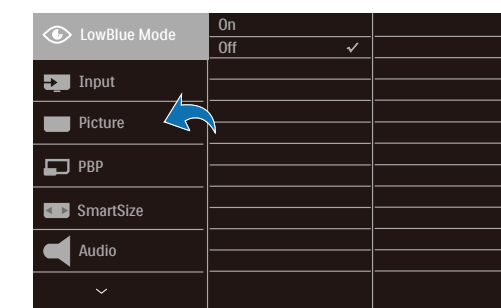 LowBlue Mode
On
Off
Input
Picture
PBP
SmartSize
Audio